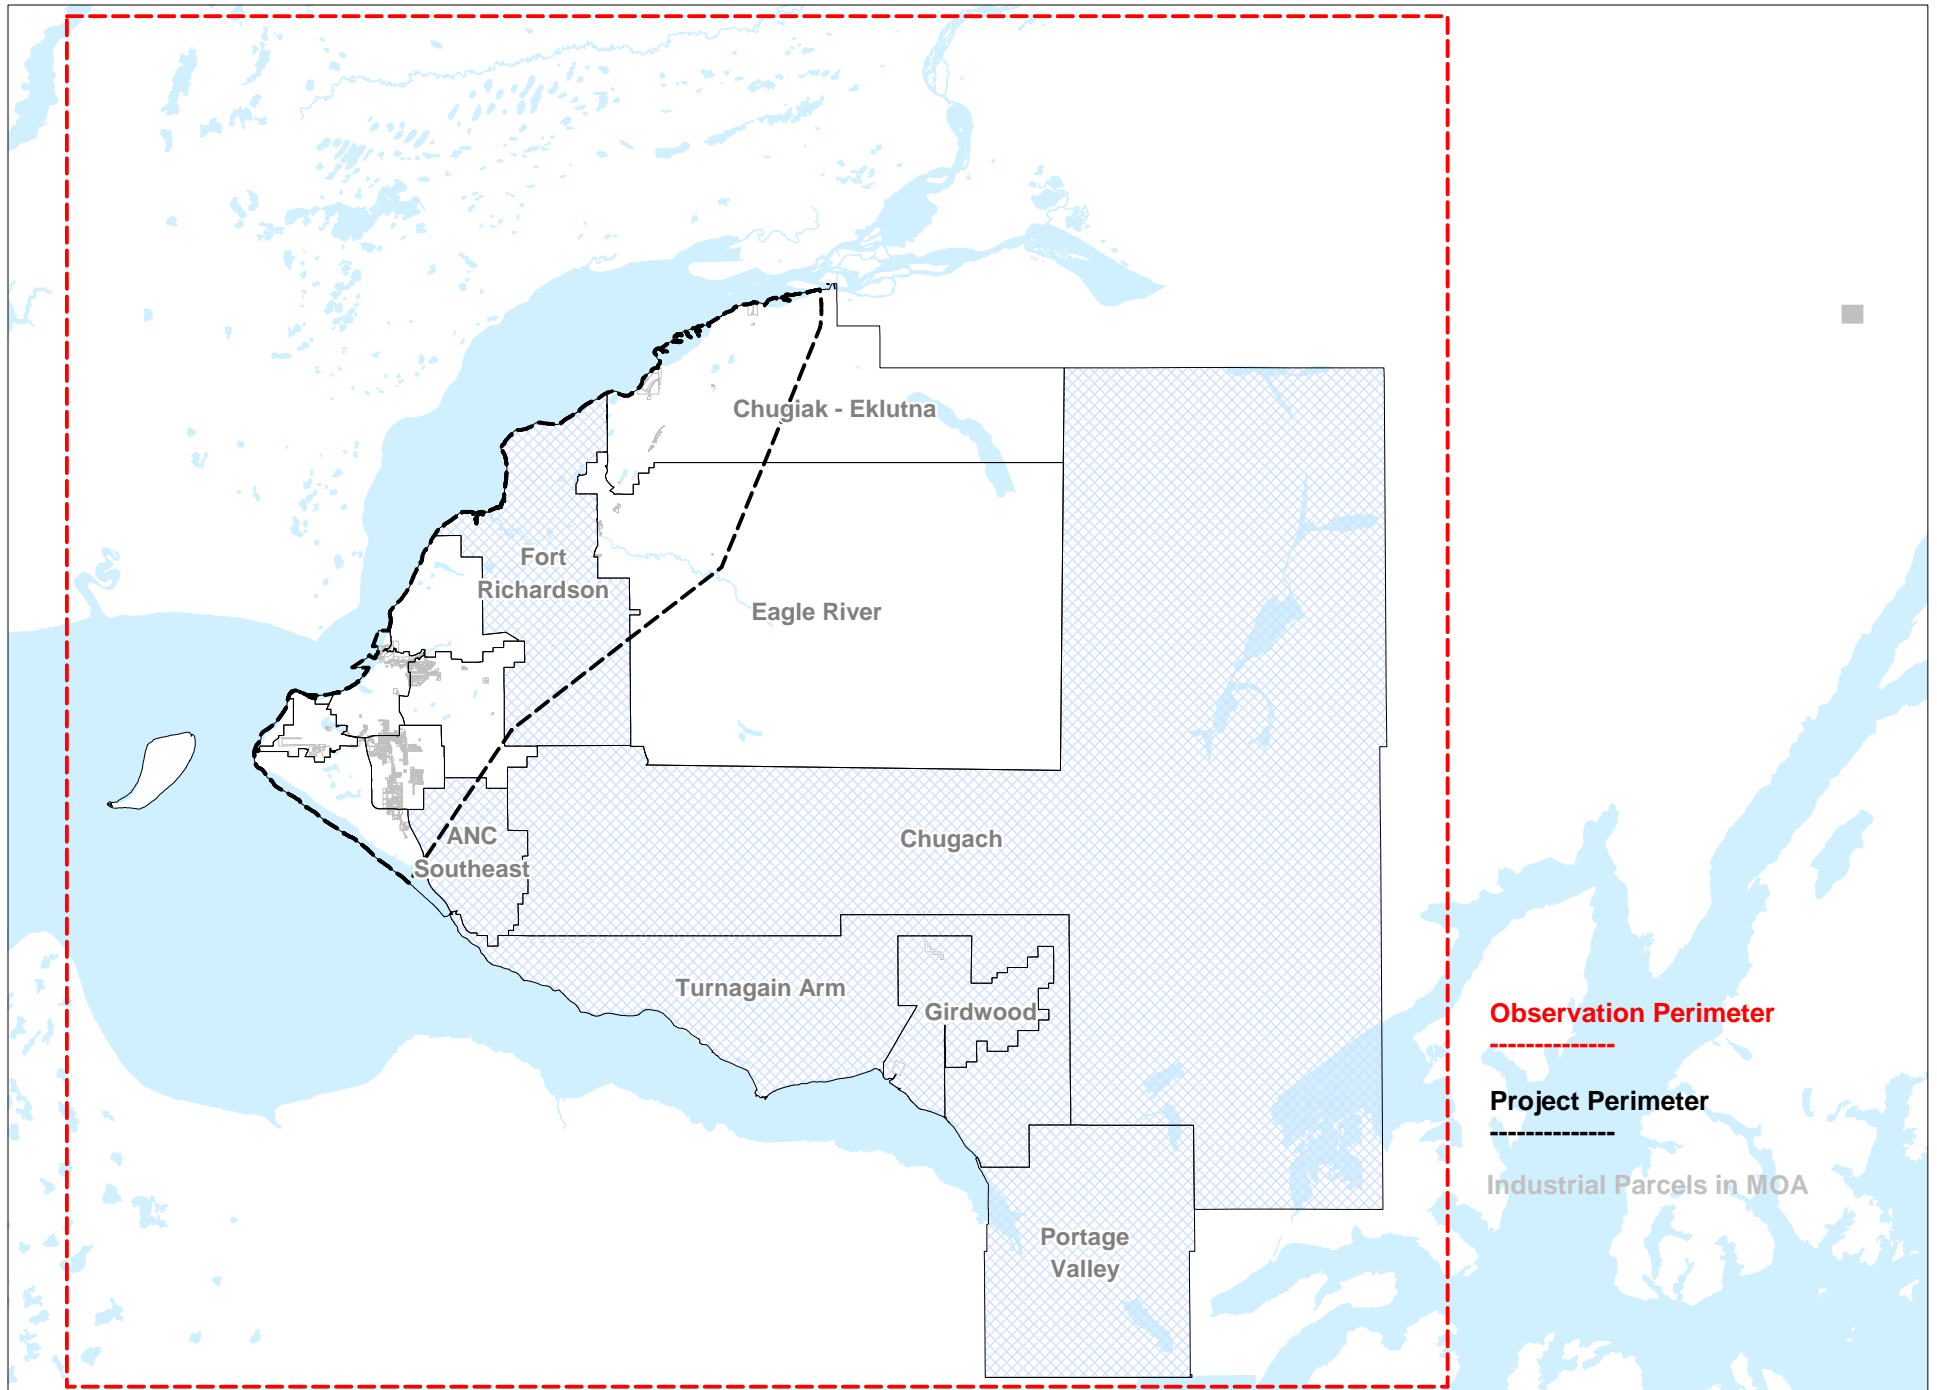 Chugiak - Eklutna
Fort
Richardson
Eagle River
ANC
Southeast
Chugach
Turnagain Arm
Girdwood
Portage
Valley
Observation Perimeter
--------------
Project Perimeter
--------------
Industrial Parcels in MOA